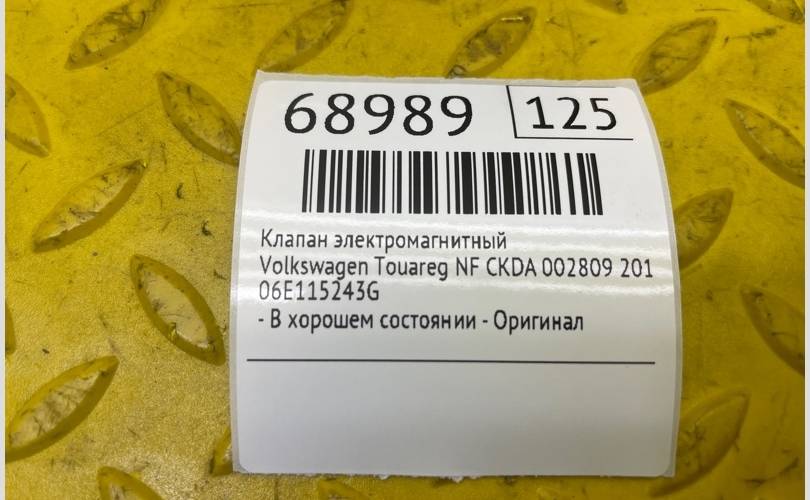 68989 125
Клапан электромагнитный
Volkswagen Touareg NF CKDA 002809 201
06E115243G
- В хорошем состоянии - Оригинал